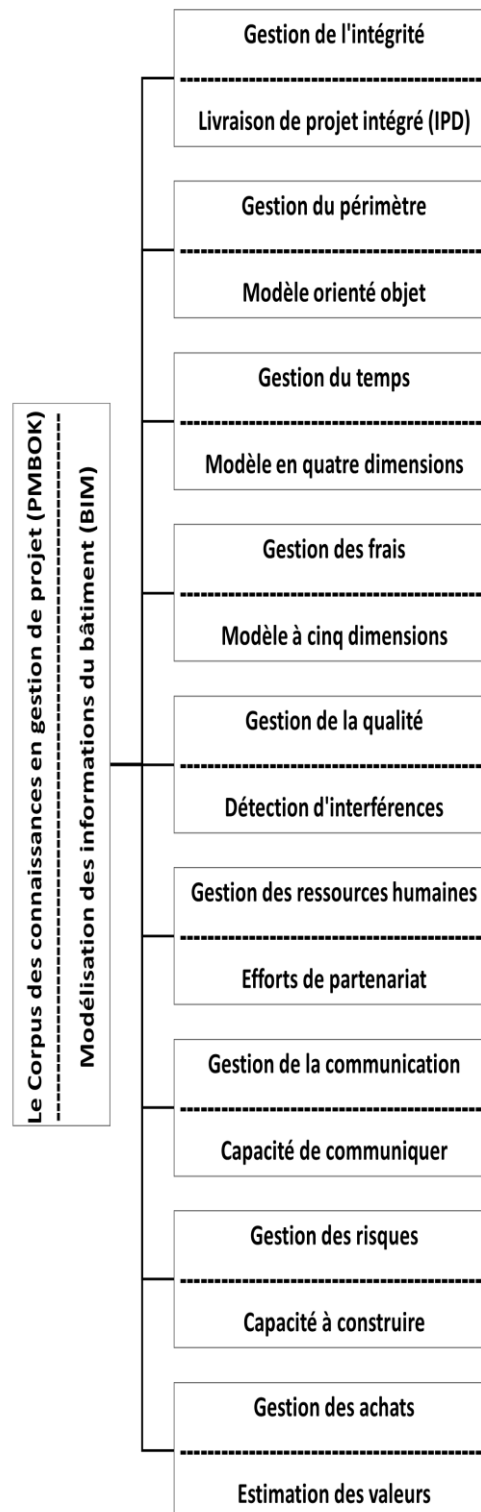 Le Corpus des connaissances en gestion de projet (PMBOK)
Modélisation des informations du bâtiment (BIM)
Gestion de l'intégrité
Livraison de projet intégré (IPD)
Gestion du périmètre
Modèle orienté objet
Gestion du temps
Modèle en quatre dimensions
Gestion des frais
Modèle à cinq dimensions
Gestion de la qualité
Détection d'interférences
Gestion des ressources humaines
Efforts de partenariat
Gestion de la communication
Capacité de communiquer
Gestion des risques
Capacité à construire
Gestion des achats
Estimation des valeurs